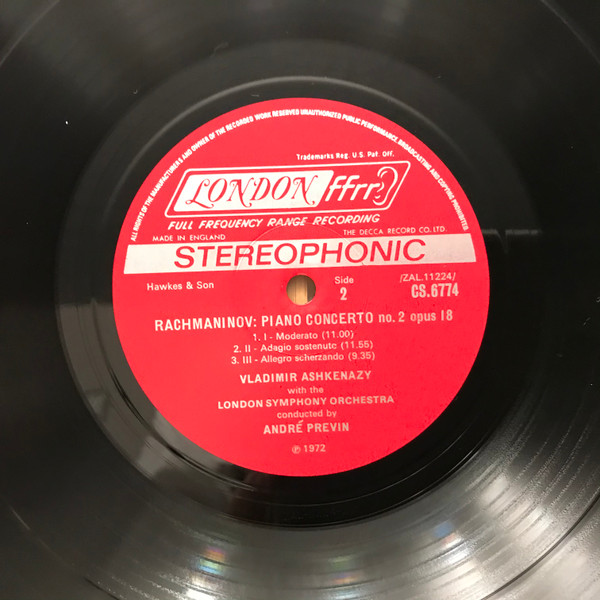 ALL RIGHTS OF THE MANUFACTURERS AND OWNER OF THE RECORDED WORK RESERVED UNAUTHORIZED PUBLIC PERFORMANCE, BROADCASTING AND COPYING PROHIBITED
Trademarks Reg. U.S. Pat. Off.
LONDON ffrr
FULL FREQUENCY RANGE RECORDING
MADE IN ENGLAND THE DECCA RECORD CO. LTD.
STEREOPHONIC
Hawkes & Son Side 2 /ZAL.11224/
CS.6774
RACHMANINOV: PIANO CONCERTO no. 2 opus 18
1. I - Moderato (11.00)
2. II - Adagio sostenuto (11.55)
3. III - Allegro scherzando (9.35)
VLADIMIR ASHKENAZY
with the
LONDON SYMPHONY ORCHESTRA
conducted by
ANDRÉ PREVIN
℗ 1972